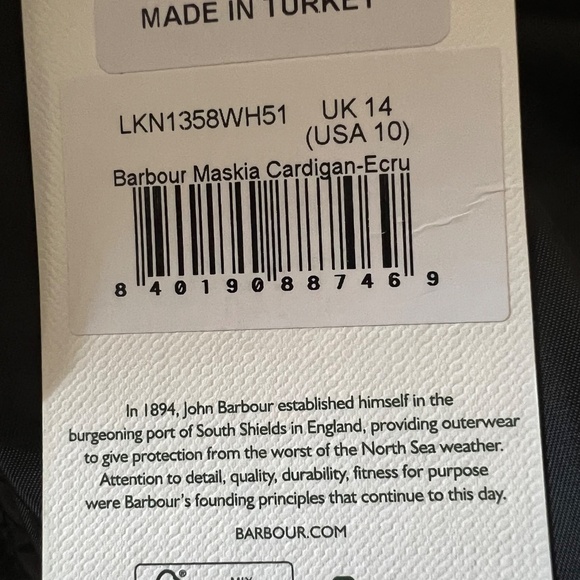 MADE IN TURKEY
LKN1358WH51 UK 14
(USA 10)
Barbour Maskia Cardigan-Ecru
8 40190 88746 9
In 1894, John Barbour established himself in the
burgeoning port of South Shields in England, providing outerwear
to give protection from the worst of the North Sea weather.
Attention to detail, quality, durability, fitness for purpose
were Barbour's founding principles that continue to this day.
BARBOUR.COM
MIX